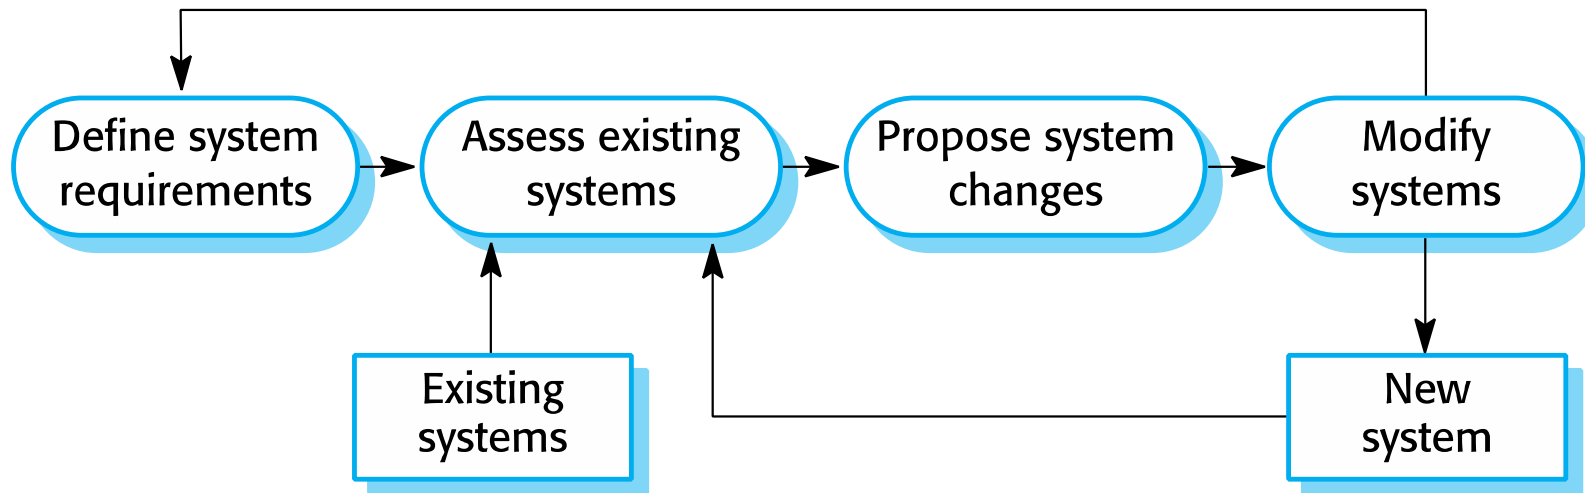 Define system
requirements
Assess existing
systems
Propose system
changes
Modify
systems
Existing
systems
New
system